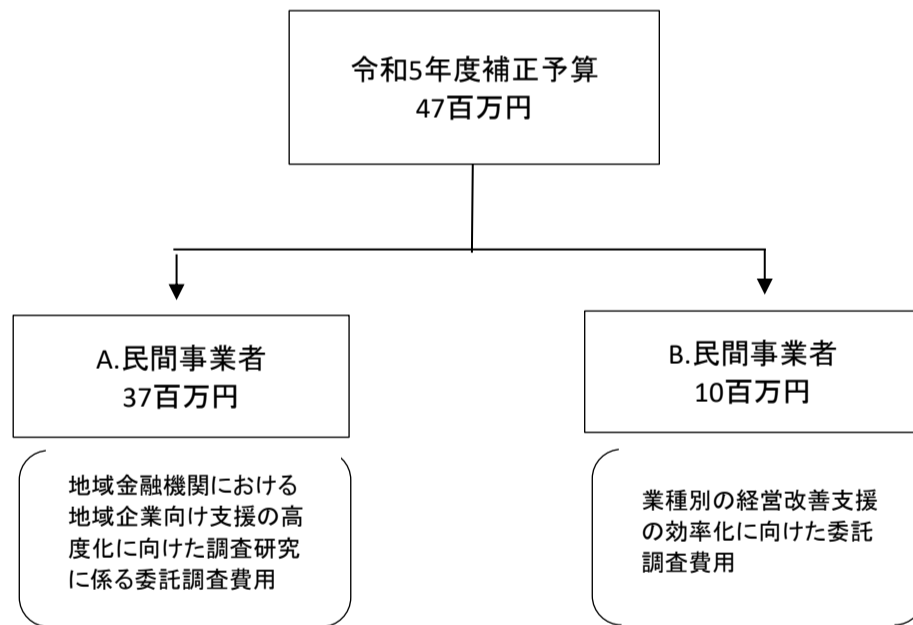 令和5年度補正予算
47百万円
A.民間事業者
37百万円
地域金融機関における
地域企業向け支援の高
度化に向けた調査研究
に係る委託調査費用
B.民間事業者
10百万円
業種別の経営改善支援
の効率化に向けた委託
調査費用